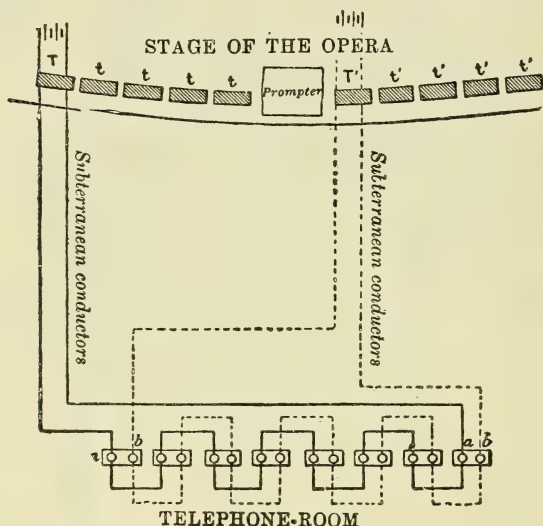 STAGE OF THE OPERA
T t t t t Prompter T' t' t' t' t'
Subterranean conductors
Subterranean conductors
b a b
TELEPHONE-ROOM